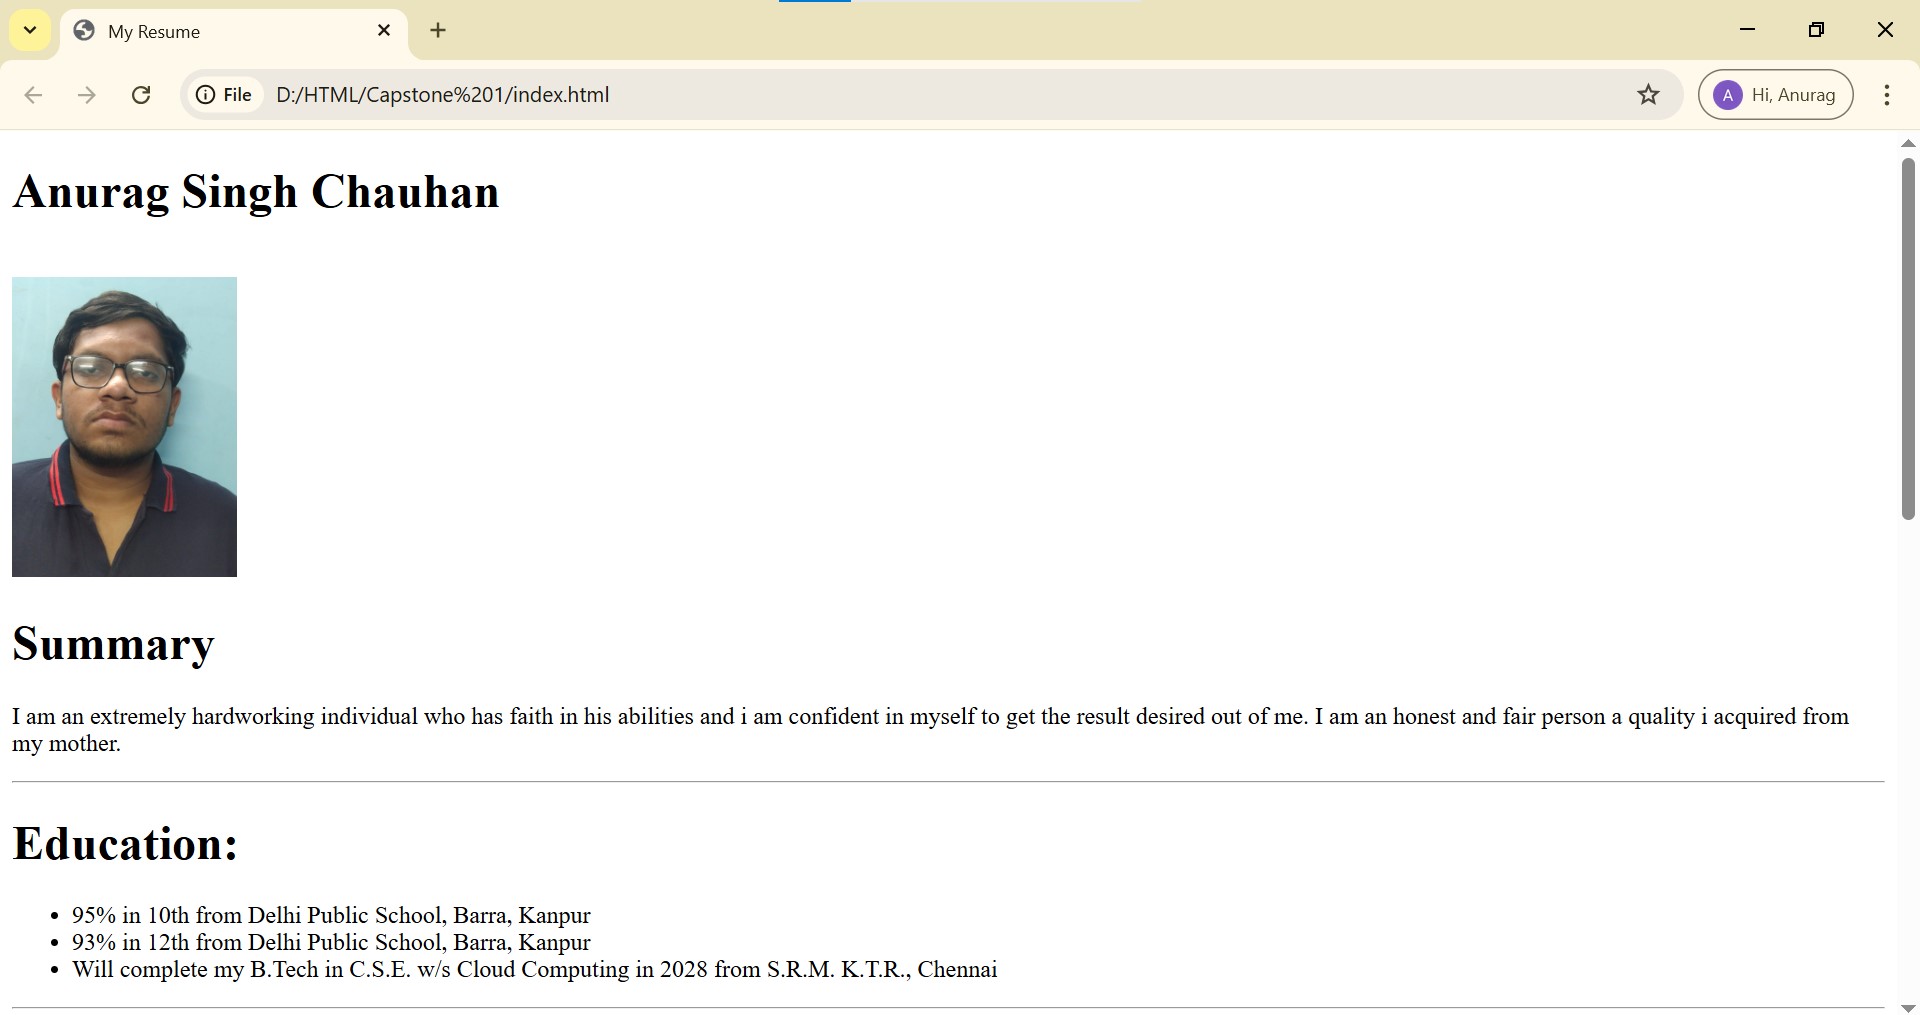 My Resume
File D:/HTML/Capstone%201/index.html A Hi, Anurag
Anurag Singh Chauhan
Summary
I am an extremely hardworking individual who has faith in his abilities and i am confident in myself to get the result desired out of me. I am an honest and fair person a quality i acquired from
my mother.
Education:
95% in 10th from Delhi Public School, Barra, Kanpur
93% in 12th from Delhi Public School, Barra, Kanpur
Will complete my B.Tech in C.S.E. w/s Cloud Computing in 2028 from S.R.M. K.T.R., Chennai